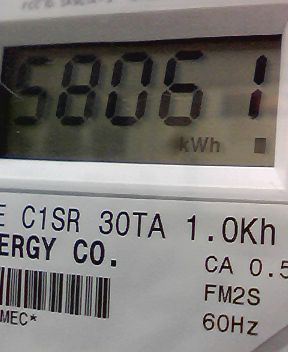 58061
kWh
E C1SR 30TA 1.0Kh
ERGY CO.
CA 0.5
FM2S
MEC*
60Hz